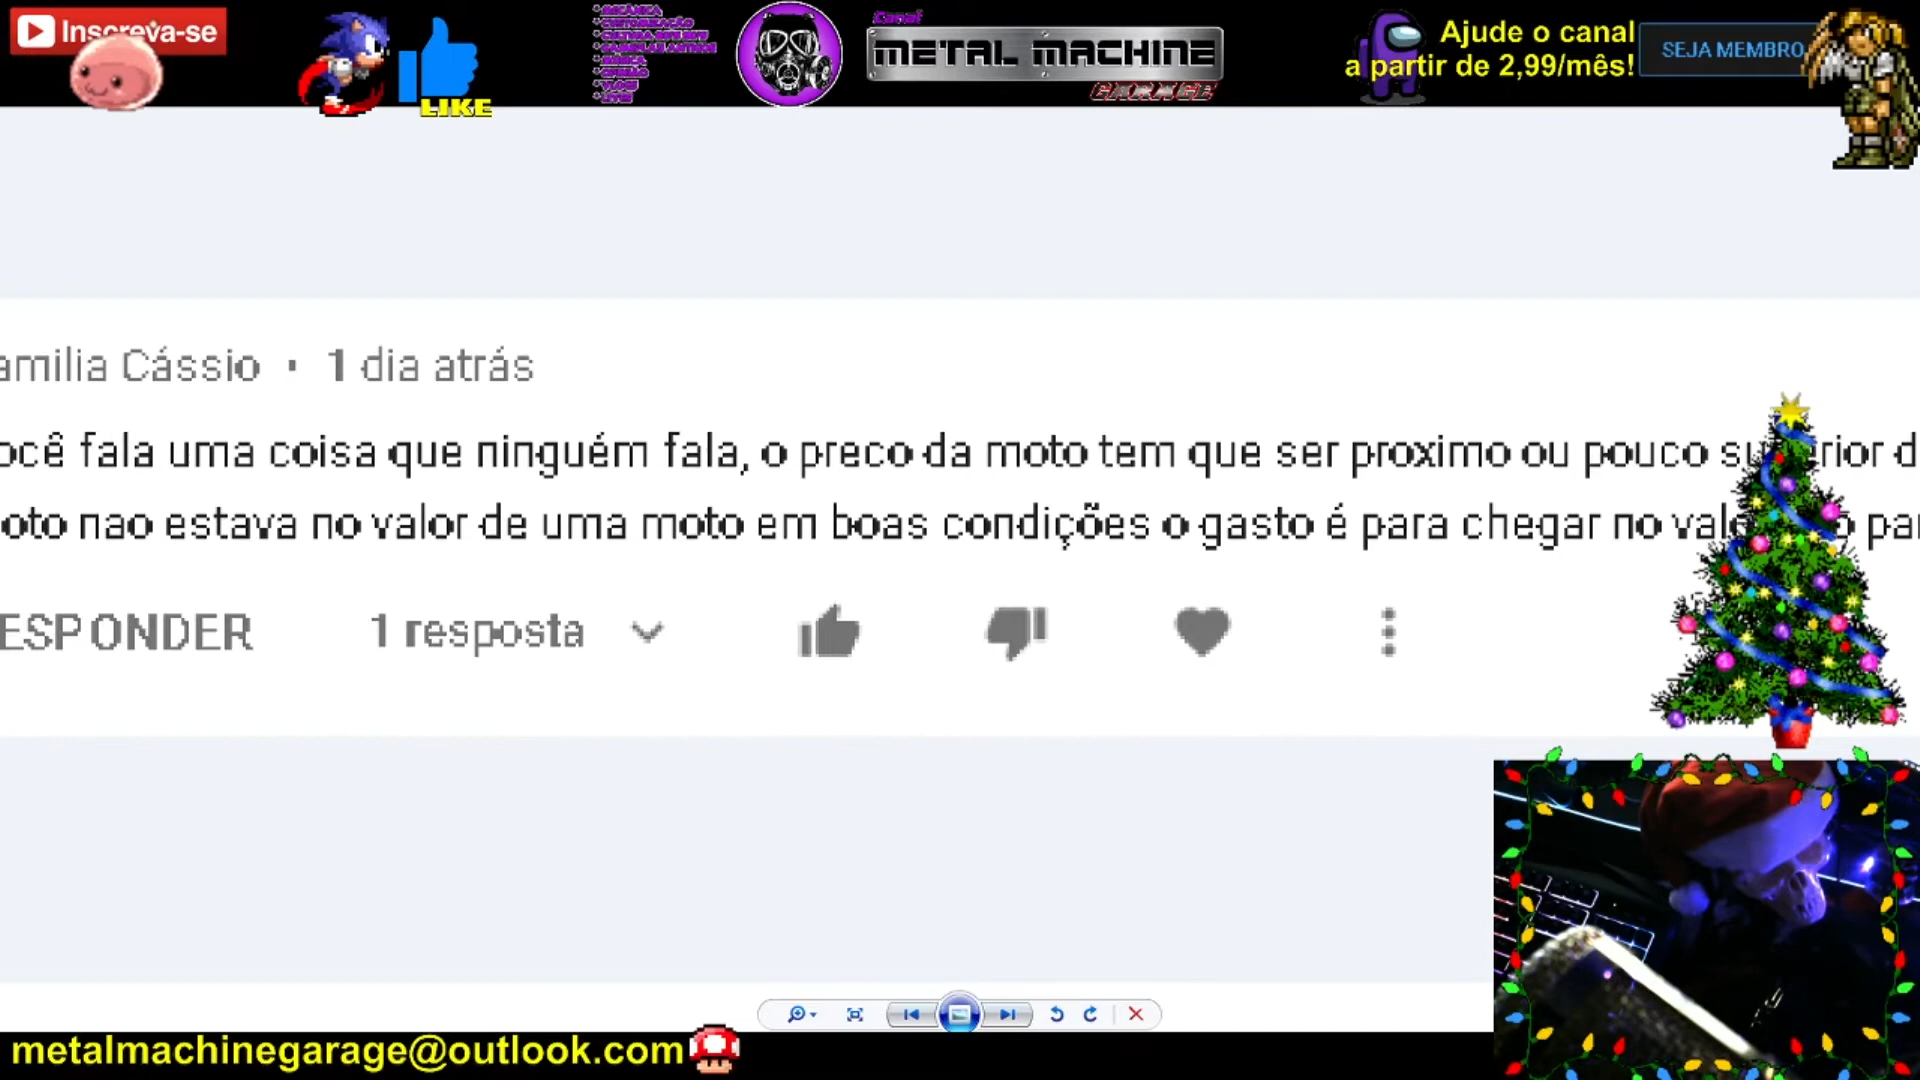 Inscreva-se
LIKE
Canal
METAL MACHINE
GARAGE
Ajude o canal
a partir de 2,99/mês!
SEJA MEMBRO
amilia Cássio · 1 dia atrás
ocê fala uma coisa que ninguém fala, o preco da moto tem que ser proximo ou pouco su rior d
oto nao estava no valor de uma moto em boas condições o gasto é para chegar no val o par
ESPONDER
1 resposta
metalmachinegarage@outlook.com